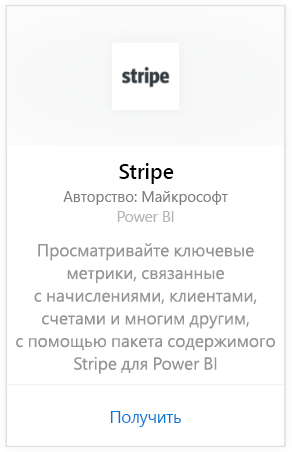 stripe
Stripe
Авторство: Майкрософт
Power BI
Просматривайте ключевые
метрики, связанные
с начислениями, клиентами,
счетами и многим другим,
с помощью пакета содержимого
Stripe для Power BI
Получить